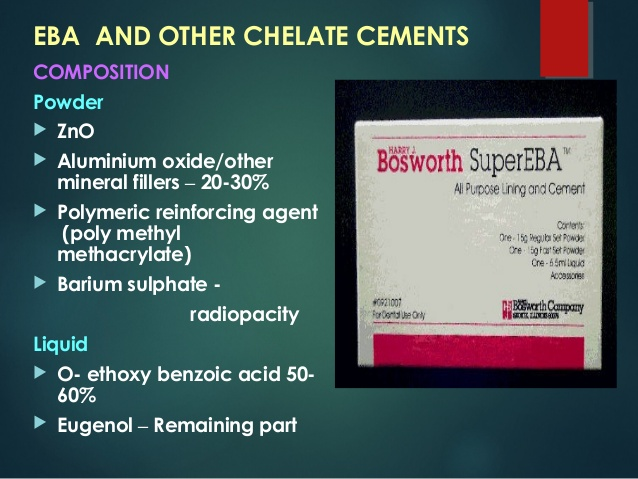 EBA AND OTHER CHELATE CEMENTS
COMPOSITION
Powder
ZnO
Aluminium oxide/other
mineral fillers – 20-30%
Polymeric reinforcing agent
(poly methyl
methacrylate)
Barium sulphate -
radiopacity
Liquid
O- ethoxy benzoic acid 50-
60%
Eugenol – Remaining part
HARRY J.
Bosworth SuperEBA™
All Purpose Lining and Cement
Contents:
One - 15g Regular Set Powder
One - 15g Fast Set Powder
One - 6.5ml Liquid
Accessories
#0921007
For Dental Use Only
Bosworth Company
SKOKIE, ILLINOIS 60076